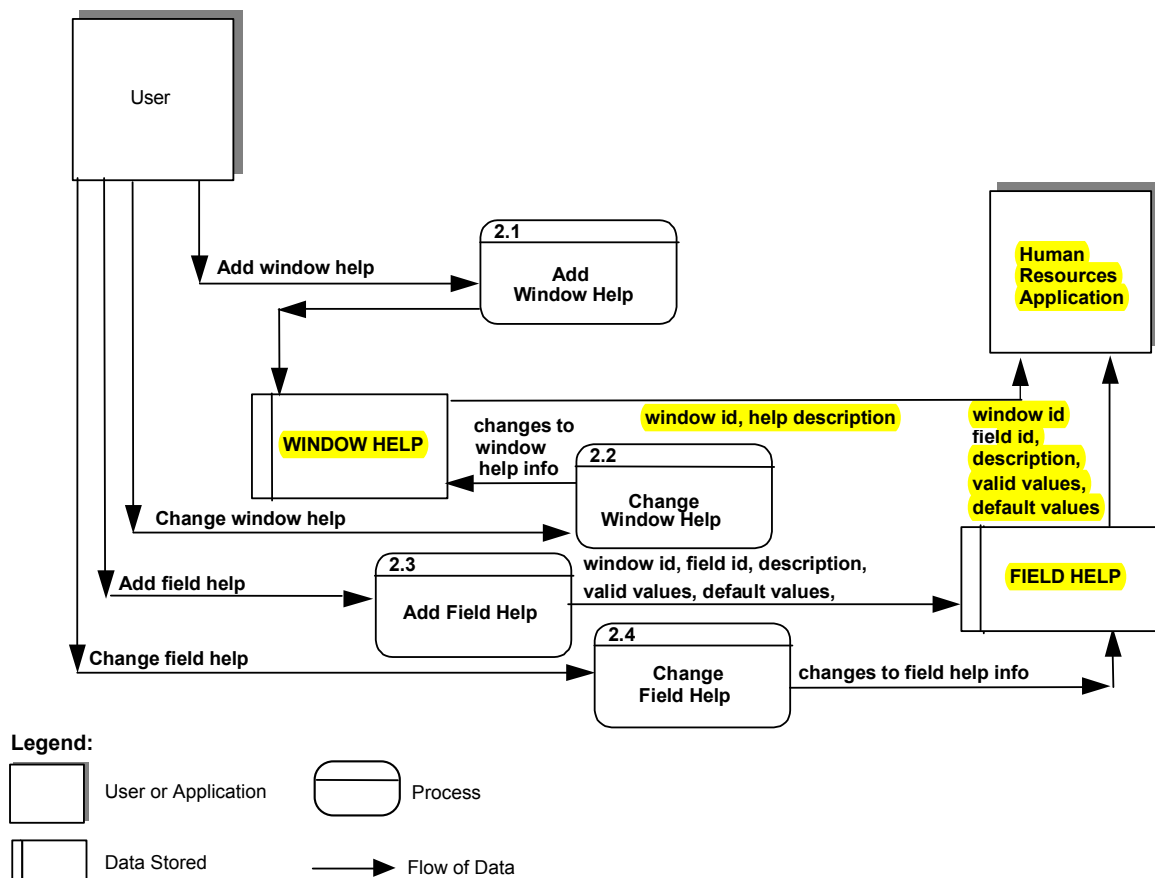 User
2.1
Add
Window Help
Add window help
Human
Resources
Application
WINDOW HELP
changes to
window
help info
window id, help description
window id
field id,
description,
valid values,
default values
2.2
Change
Window Help
Change window help
2.3
Add Field Help
Add field help
window id, field id, description,
valid values, default values,
FIELD HELP
2.4
Change
Field Help
Change field help
changes to field help info
Legend:
User or Application
Process
Data Stored
Flow of Data